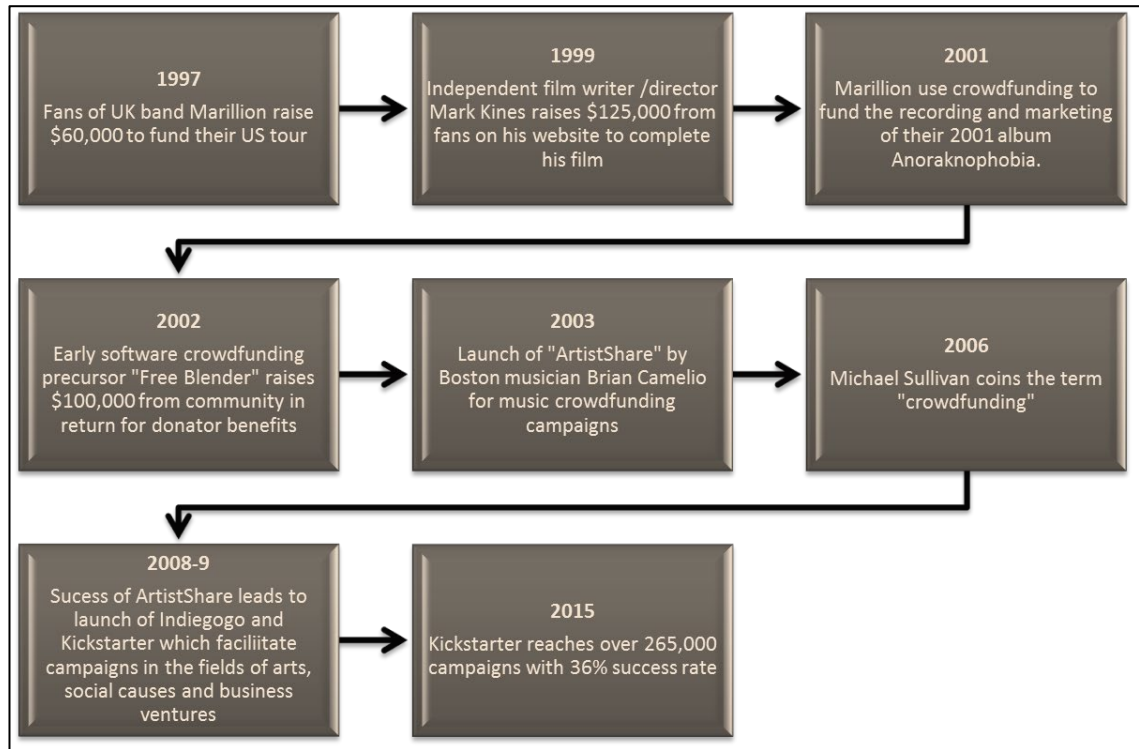 1997
Fans of UK band Marillion raise
$60,000 to fund their US tour
1999
Independent film writer /director
Mark Kines raises $125,000 from
fans on his website to complete
his film
2001
Marillion use crowdfunding to
fund the recording and marketing
of their 2001 album
Anoraknophobia.
2002
Early software crowdfunding
precursor "Free Blender" raises
$100,000 from community in
return for donator benefits
2003
Launch of "ArtistShare" by
Boston musician Brian Camelio
for music crowdfunding
campaigns
2006
Michael Sullivan coins the term
"crowdfunding"
2008-9
Sucess of ArtistShare leads to
launch of Indiegogo and
Kickstarter which faciliitate
campaigns in the fields of arts,
social causes and business
ventures
2015
Kickstarter reaches over 265,000
campaigns with 36% success rate